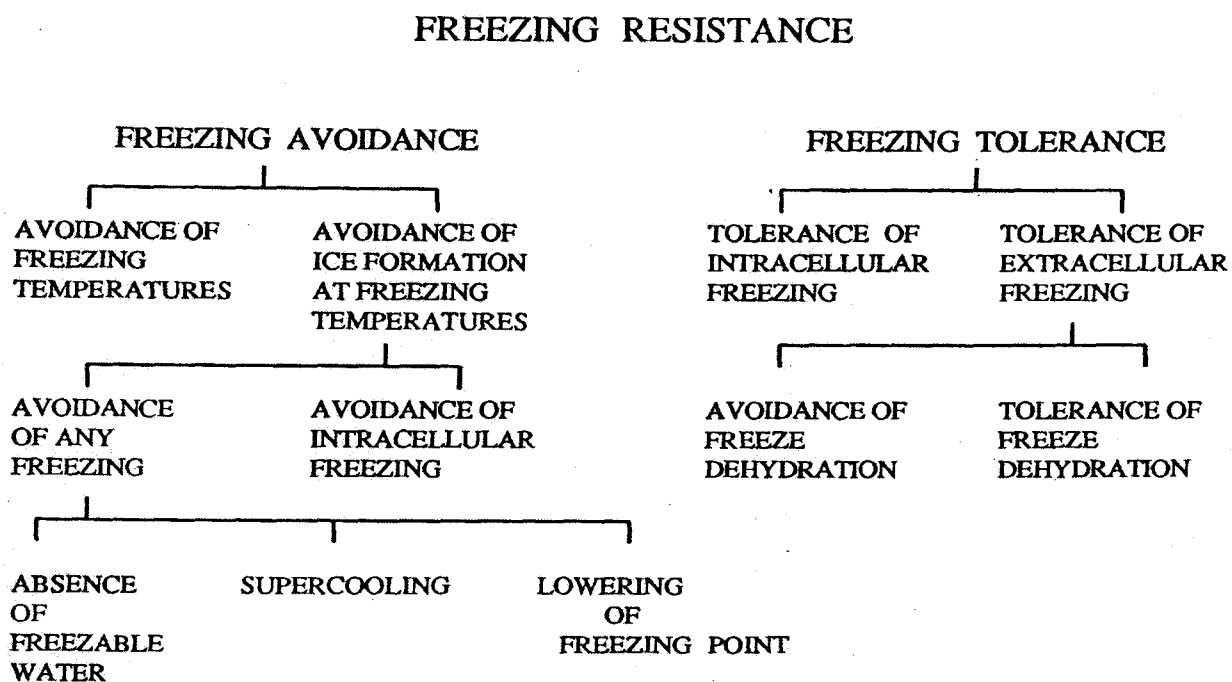 FREEZING RESISTANCE
FREEZING AVOIDANCE
FREEZING TOLERANCE
AVOIDANCE OF
FREEZING
TEMPERATURES
AVOIDANCE OF
ICE FORMATION
AT FREEZING
TEMPERATURES
TOLERANCE OF
INTRACELLULAR
FREEZING
TOLERANCE OF
EXTRACELLULAR
FREEZING
AVOIDANCE
OF ANY
FREEZING
AVOIDANCE OF
INTRACELLULAR
FREEZING
AVOIDANCE OF
FREEZE
DEHYDRATION
TOLERANCE OF
FREEZE
DEHYDRATION
ABSENCE
OF
FREEZABLE
WATER
SUPERCOOLING
LOWERING
OF
FREEZING POINT